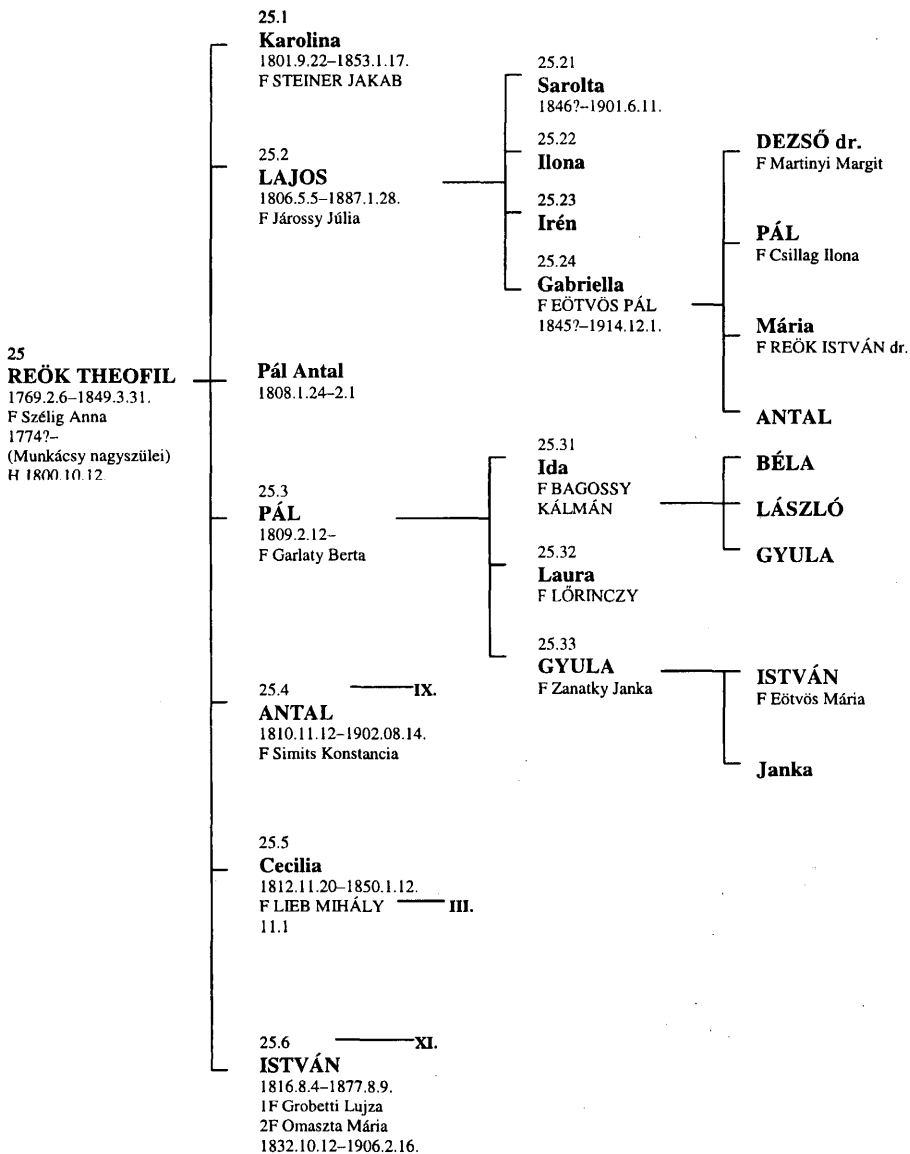 25
REÖK THEOFIL
1769.2.6–1849.3.31.
F Szélig Anna
1774?–
(Munkácsy nagyszülei)
H 1800.10.12.
25.1
Karolina
1801.9.22–1853.1.17.
F STEINER JAKAB
25.2
LAJOS
1806.5.5–1887.1.28.
F Járossy Júlia
Pál Antal
1808.1.24–2.1
25.3
PÁL
1809.2.12–
F Garlaty Berta
25.4 IX.
ANTAL
1810.11.12–1902.08.14.
F Simits Konstancia
25.5
Cecilia
1812.11.20–1850.1.12.
F LIEB MIHÁLY III.
11.1
25.6 XI.
ISTVÁN
1816.8.4–1877.8.9.
1F Grobetti Lujza
2F Omaszta Mária
1832.10.12–1906.2.16.
25.21
Sarolta
1846?–1901.6.11.
25.22
Ilona
25.23
Irén
25.24
Gabriella
F EÖTVÖS PÁL
1845?–1914.12.1.
25.31
Ida
F BAGOSSY
KÁLMÁN
25.32
Laura
F LŐRINCZY
25.33
GYULA
F Zanatky Janka
DEZSŐ dr.
F Martinyi Margit
PÁL
F Csillag Ilona
Mária
F REÖK ISTVÁN dr.
ANTAL
BÉLA
LÁSZLÓ
GYULA
ISTVÁN
F Eötvös Mária
Janka